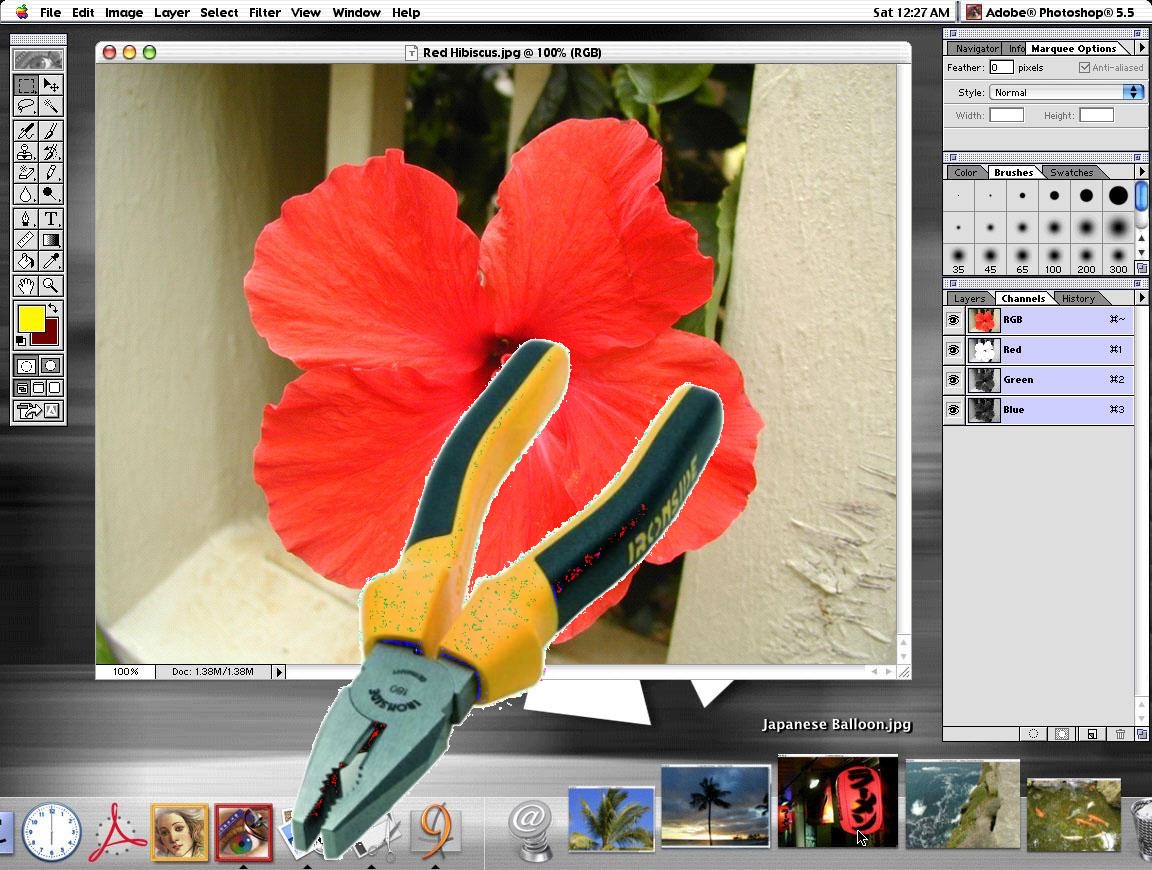 File Edit Image Layer Select Filter View Window Help
Sat 12:27 AM
Adobe® Photoshop® 5.5
Red Hibiscus.jpg @ 100% (RGB)
Navigator Info Marquee Options
Feather: 0 pixels
Anti-aliased
Style: Normal
Width: Height:
Color Brushes Swatches
35 45 65 100 200 300
Layers Channels History
RGB ⌘~
Red ⌘1
Green ⌘2
Blue ⌘3
IRONSIDE
180
IRONSIDE
100% Doc: 1.38M/1.38M
Japanese Balloon.jpg
ラーメン